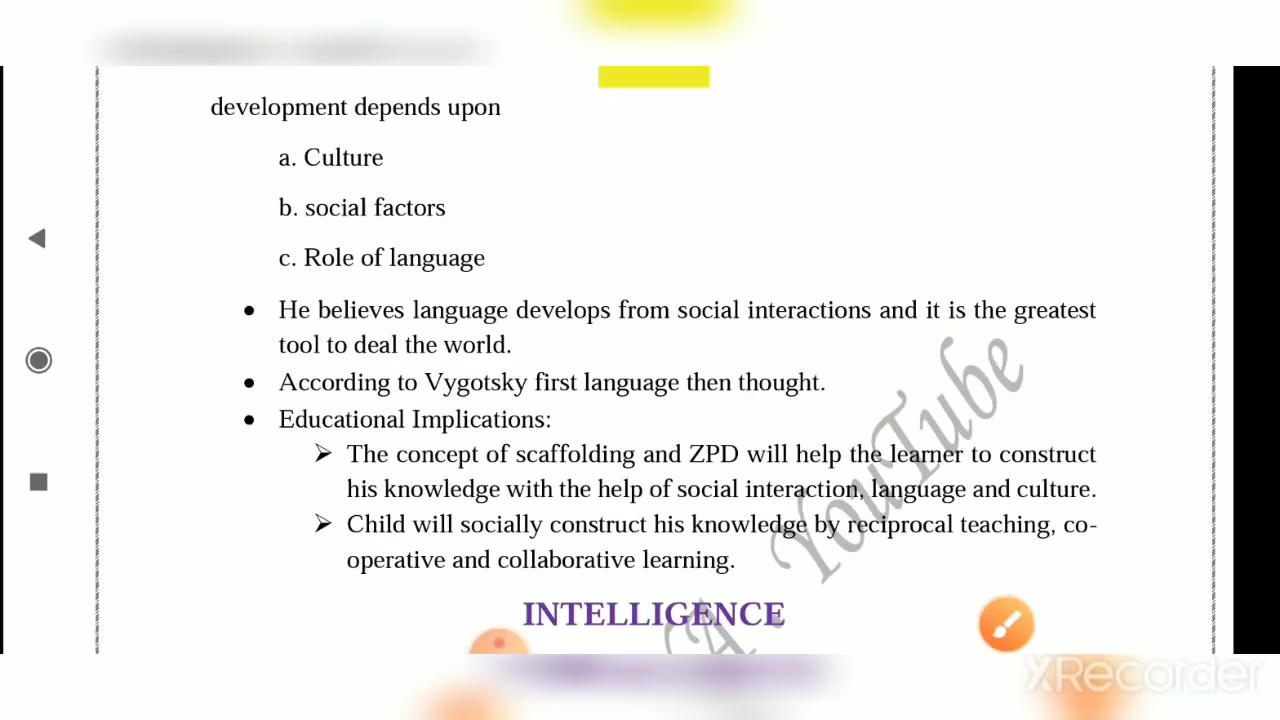 development depends upon
a. Culture
b. social factors
c. Role of language
• He believes language develops from social interactions and it is the greatest
tool to deal the world.
• According to Vygotsky first language then thought.
• Educational Implications:
➢ The concept of scaffolding and ZPD will help the learner to construct
his knowledge with the help of social interaction, language and culture.
➢ Child will socially construct his knowledge by reciprocal teaching, co-
operative and collaborative learning.
INTELLIGENCE
A. YouTube
XRecorder